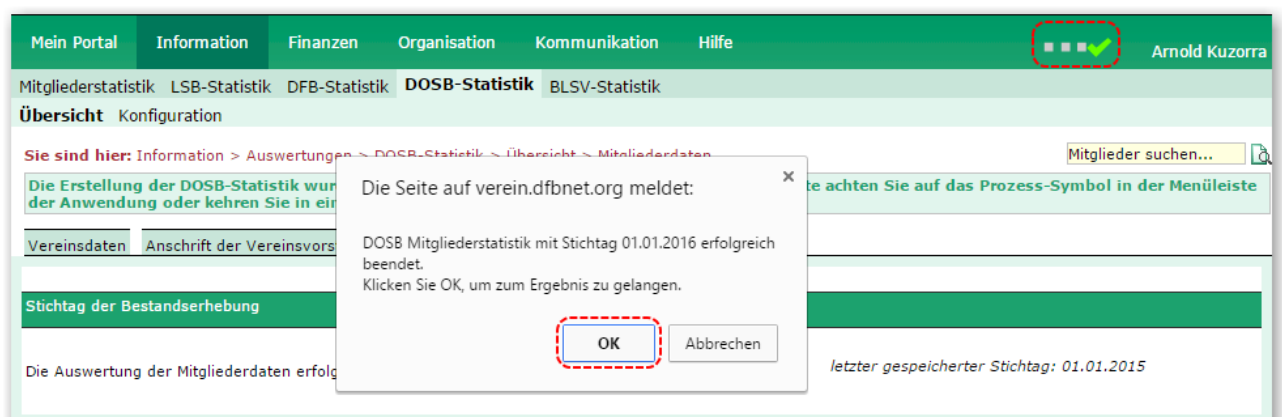 Mein Portal Information Finanzen Organisation Kommunikation Hilfe Arnold Kuzorra
Mitgliederstatistik LSB-Statistik DFB-Statistik DOSB-Statistik BLSV-Statistik
Übersicht Konfiguration
Sie sind hier: Information > Auswertungen > DOSB-Statistik > Übersicht > Mitgliederdaten
Mitglieder suchen...
Die Erstellung der DOSB-Statistik wur te achten Sie auf das Prozess-Symbol in der Menüleiste
der Anwendung oder kehren Sie in ein
Vereinsdaten Anschrift der Vereinsvors
Die Seite auf verein.dfbnet.org meldet:
DOSB Mitgliederstatistik mit Stichtag 01.01.2016 erfolgreich
beendet.
Klicken Sie OK, um zum Ergebnis zu gelangen.
OK Abbrechen
Stichtag der Bestandserhebung
Die Auswertung der Mitgliederdaten erfolg
letzter gespeicherter Stichtag: 01.01.2015